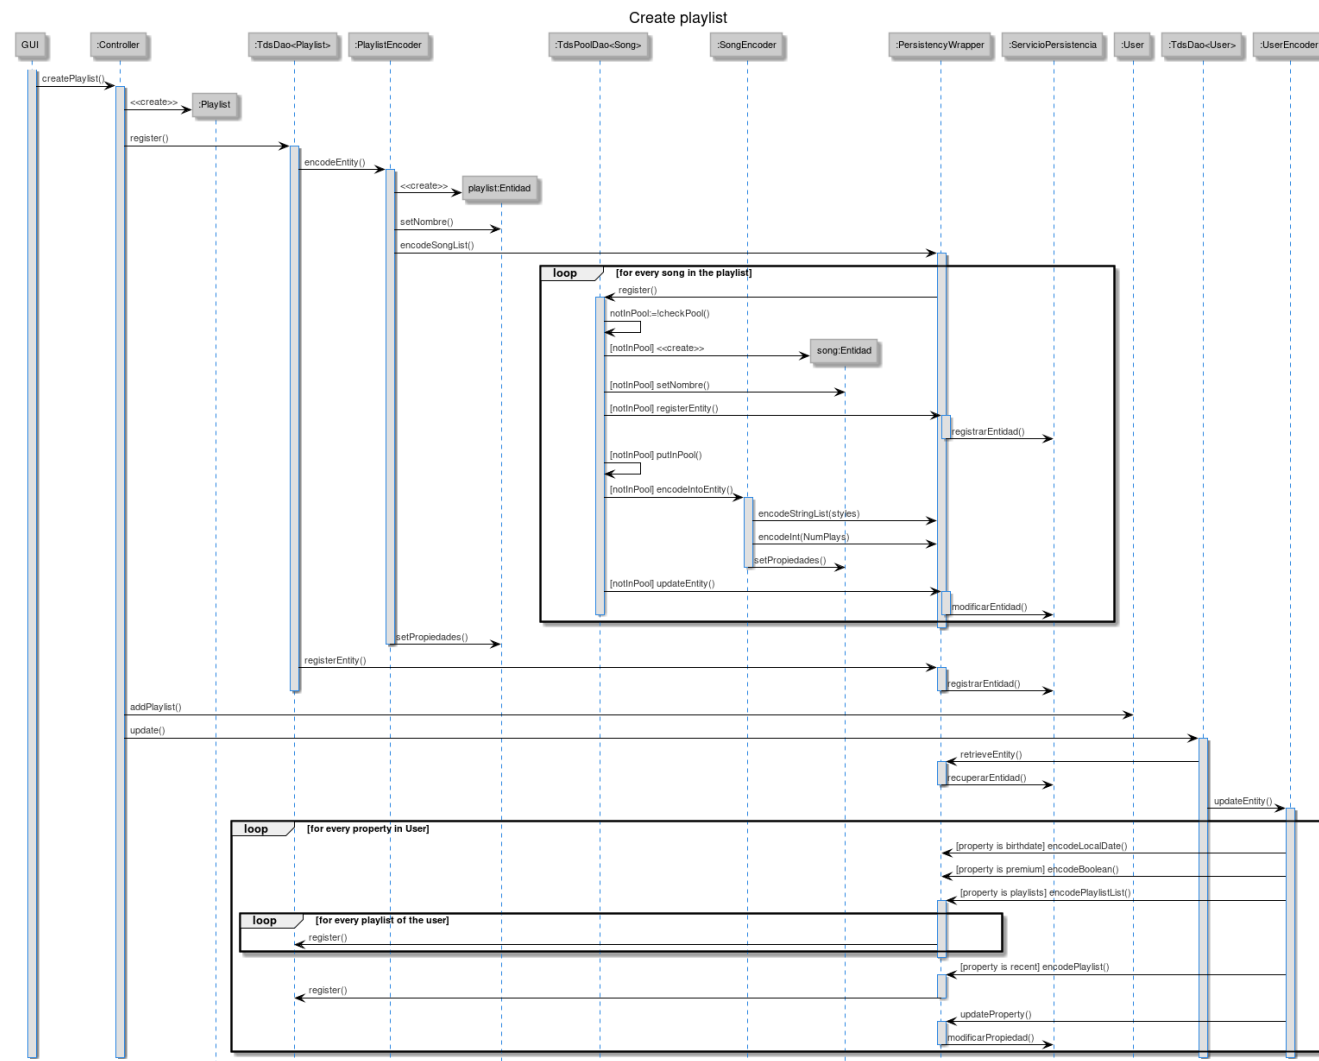 Create playlist
GUI
:Controller
:TdsDao<Playlist>
:PlaylistEncoder
:TdsPoolDao<Song>
:SongEncoder
:PersistencyWrapper
:ServicioPersistencia
:User
:TdsDao<User>
:UserEncoder
createPlaylist()
<<create>>
:Playlist
register()
encodeEntity()
<<create>>
playlist:Entidad
setNombre()
encodeSongList()
loop
[for every song in the playlist]
register()
notInPool:=!checkPool()
[notInPool] <<create>>
song:Entidad
[notInPool] setNombre()
[notInPool] registerEntity()
registrarEntidad()
[notInPool] putInPool()
[notInPool] encodeIntoEntity()
encodeStringList(styles)
encodeInt(NumPlays)
setPropiedades()
[notInPool] updateEntity()
modificarEntidad()
setPropiedades()
registerEntity()
registrarEntidad()
addPlaylist()
update()
retrieveEntity()
recuperarEntidad()
updateEntity()
loop
[for every property in User]
[property is birthdate] encodeLocalDate()
[property is premium] encodeBoolean()
[property is playlists] encodePlaylistList()
loop
[for every playlist of the user]
register()
[property is recent] encodePlaylist()
register()
updateProperty()
modificarPropiedad()